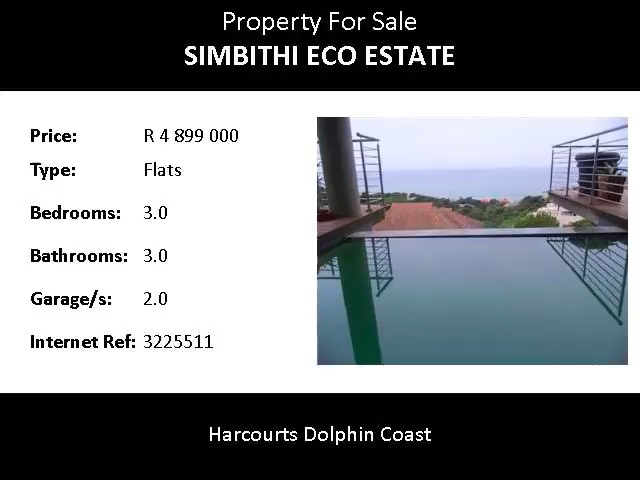 Property For Sale
SIMBITHI ECO ESTATE
Price: R 4 899 000
Type: Flats
Bedrooms: 3.0
Bathrooms: 3.0
Garage/s: 2.0
Internet Ref: 3225511
Harcourts Dolphin Coast